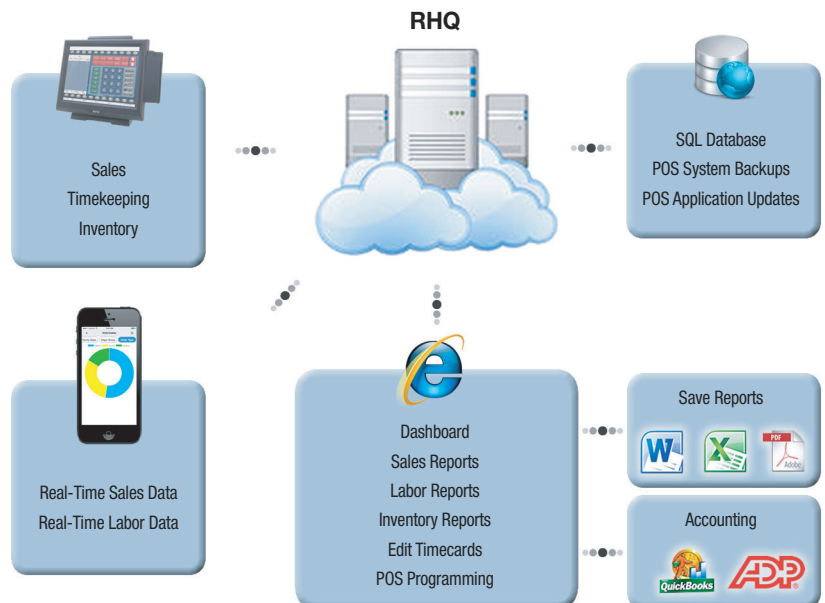 RHQ
Sales
Timekeeping
Inventory
SQL Database
POS System Backups
POS Application Updates
Real-Time Sales Data
Real-Time Labor Data
Dashboard
Sales Reports
Labor Reports
Inventory Reports
Edit Timecards
POS Programming
Save Reports
W
X
PDF
Adobe
Accounting
QuickBooks
ADP